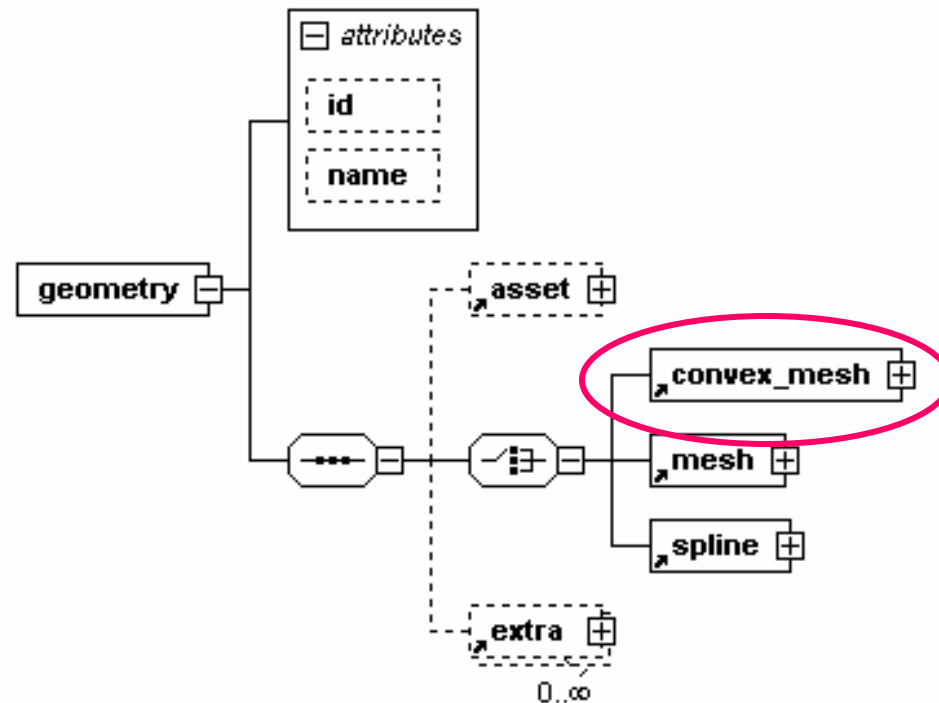 attributes
id
name
geometry
asset
convex_mesh
mesh
spline
extra
0..∞